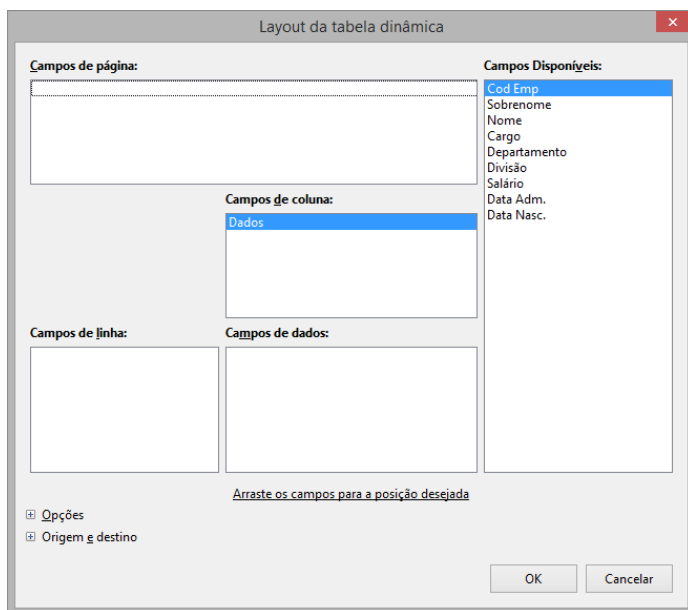 Layout da tabela dinâmica
Campos de página:
Campos Disponíveis:
Cod Emp
Sobrenome
Nome
Cargo
Departamento
Divisão
Salário
Data Adm.
Data Nasc.
Campos de coluna:
Dados
Campos de linha:
Campos de dados:
Arraste os campos para a posição desejada
Opções
Origem e destino
OK
Cancelar